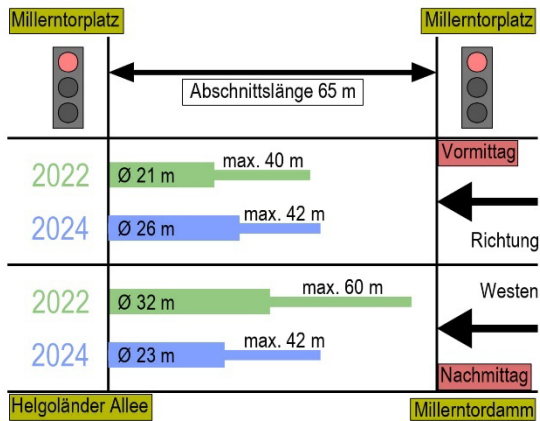 Millerntorplatz
Millerntorplatz
Abschnittslänge 65 m
Vormittag
2022
Ø 21 m
max. 40 m
2024
Ø 26 m
max. 42 m
Richtung
Westen
2022
Ø 32 m
max. 60 m
2024
Ø 23 m
max. 42 m
Nachmittag
Helgoländer Allee
Millerntordamm